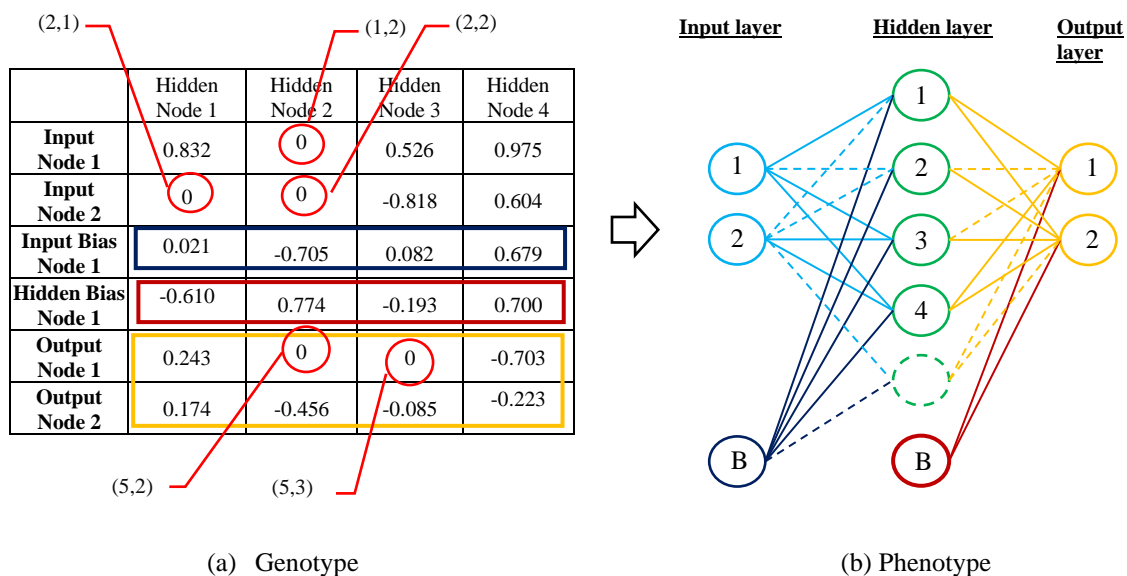 (2,1)
(1,2)
(2,2)
Hidden Node 1
Hidden Node 2
Hidden Node 3
Hidden Node 4
Input Node 1
0.832
0
0.526
0.975
Input Node 2
0
0
-0.818
0.604
Input Bias Node 1
0.021
-0.705
0.082
0.679
Hidden Bias Node 1
-0.610
0.774
-0.193
0.700
Output Node 1
0.243
0
0
-0.703
Output Node 2
0.174
-0.456
-0.085
-0.223
(5,2)
(5,3)
(a) Genotype
Input layer
Hidden layer
Output layer
1
2
B
1
2
3
4
B
1
2
(b) Phenotype